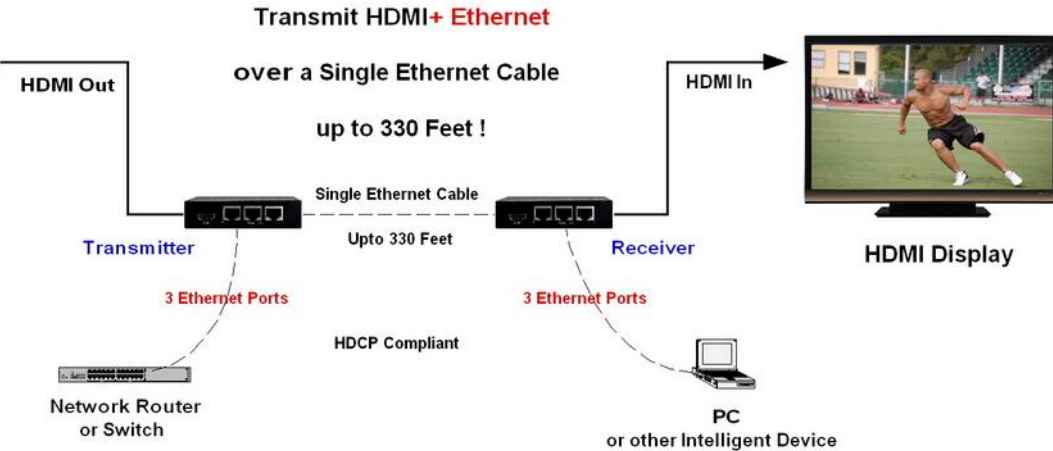 Transmit HDMI+ Ethernet
over a Single Ethernet Cable
up to 330 Feet !
HDMI Out
HDMI In
Single Ethernet Cable
Upto 330 Feet
Transmitter
Receiver
HDMI Display
3 Ethernet Ports
3 Ethernet Ports
HDCP Compliant
Network Router
or Switch
PC
or other Intelligent Device